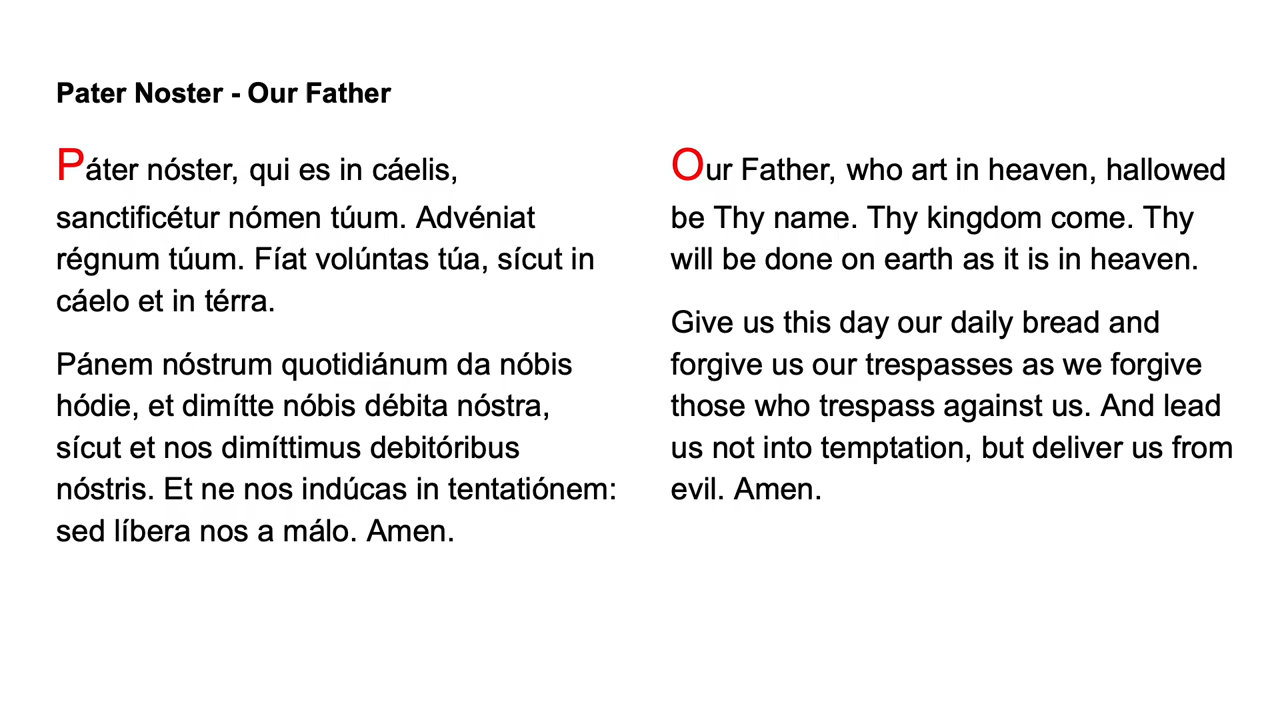 Pater Noster - Our Father
Páter nóster, qui es in cáelis,
sanctificétur nómen túum. Advéniat
régnum túum. Fíat volúntas túa, sícut in
cáelo et in térra.
Pánem nóstrum quotidiánum da nóbis
hódie, et dimítte nóbis débita nóstra,
sícut et nos dimíttimus debitóribus
nóstris. Et ne nos indúcas in tentatiónem:
sed líbera nos a málo. Amen.
Our Father, who art in heaven, hallowed
be Thy name. Thy kingdom come. Thy
will be done on earth as it is in heaven.
Give us this day our daily bread and
forgive us our trespasses as we forgive
those who trespass against us. And lead
us not into temptation, but deliver us from
evil. Amen.